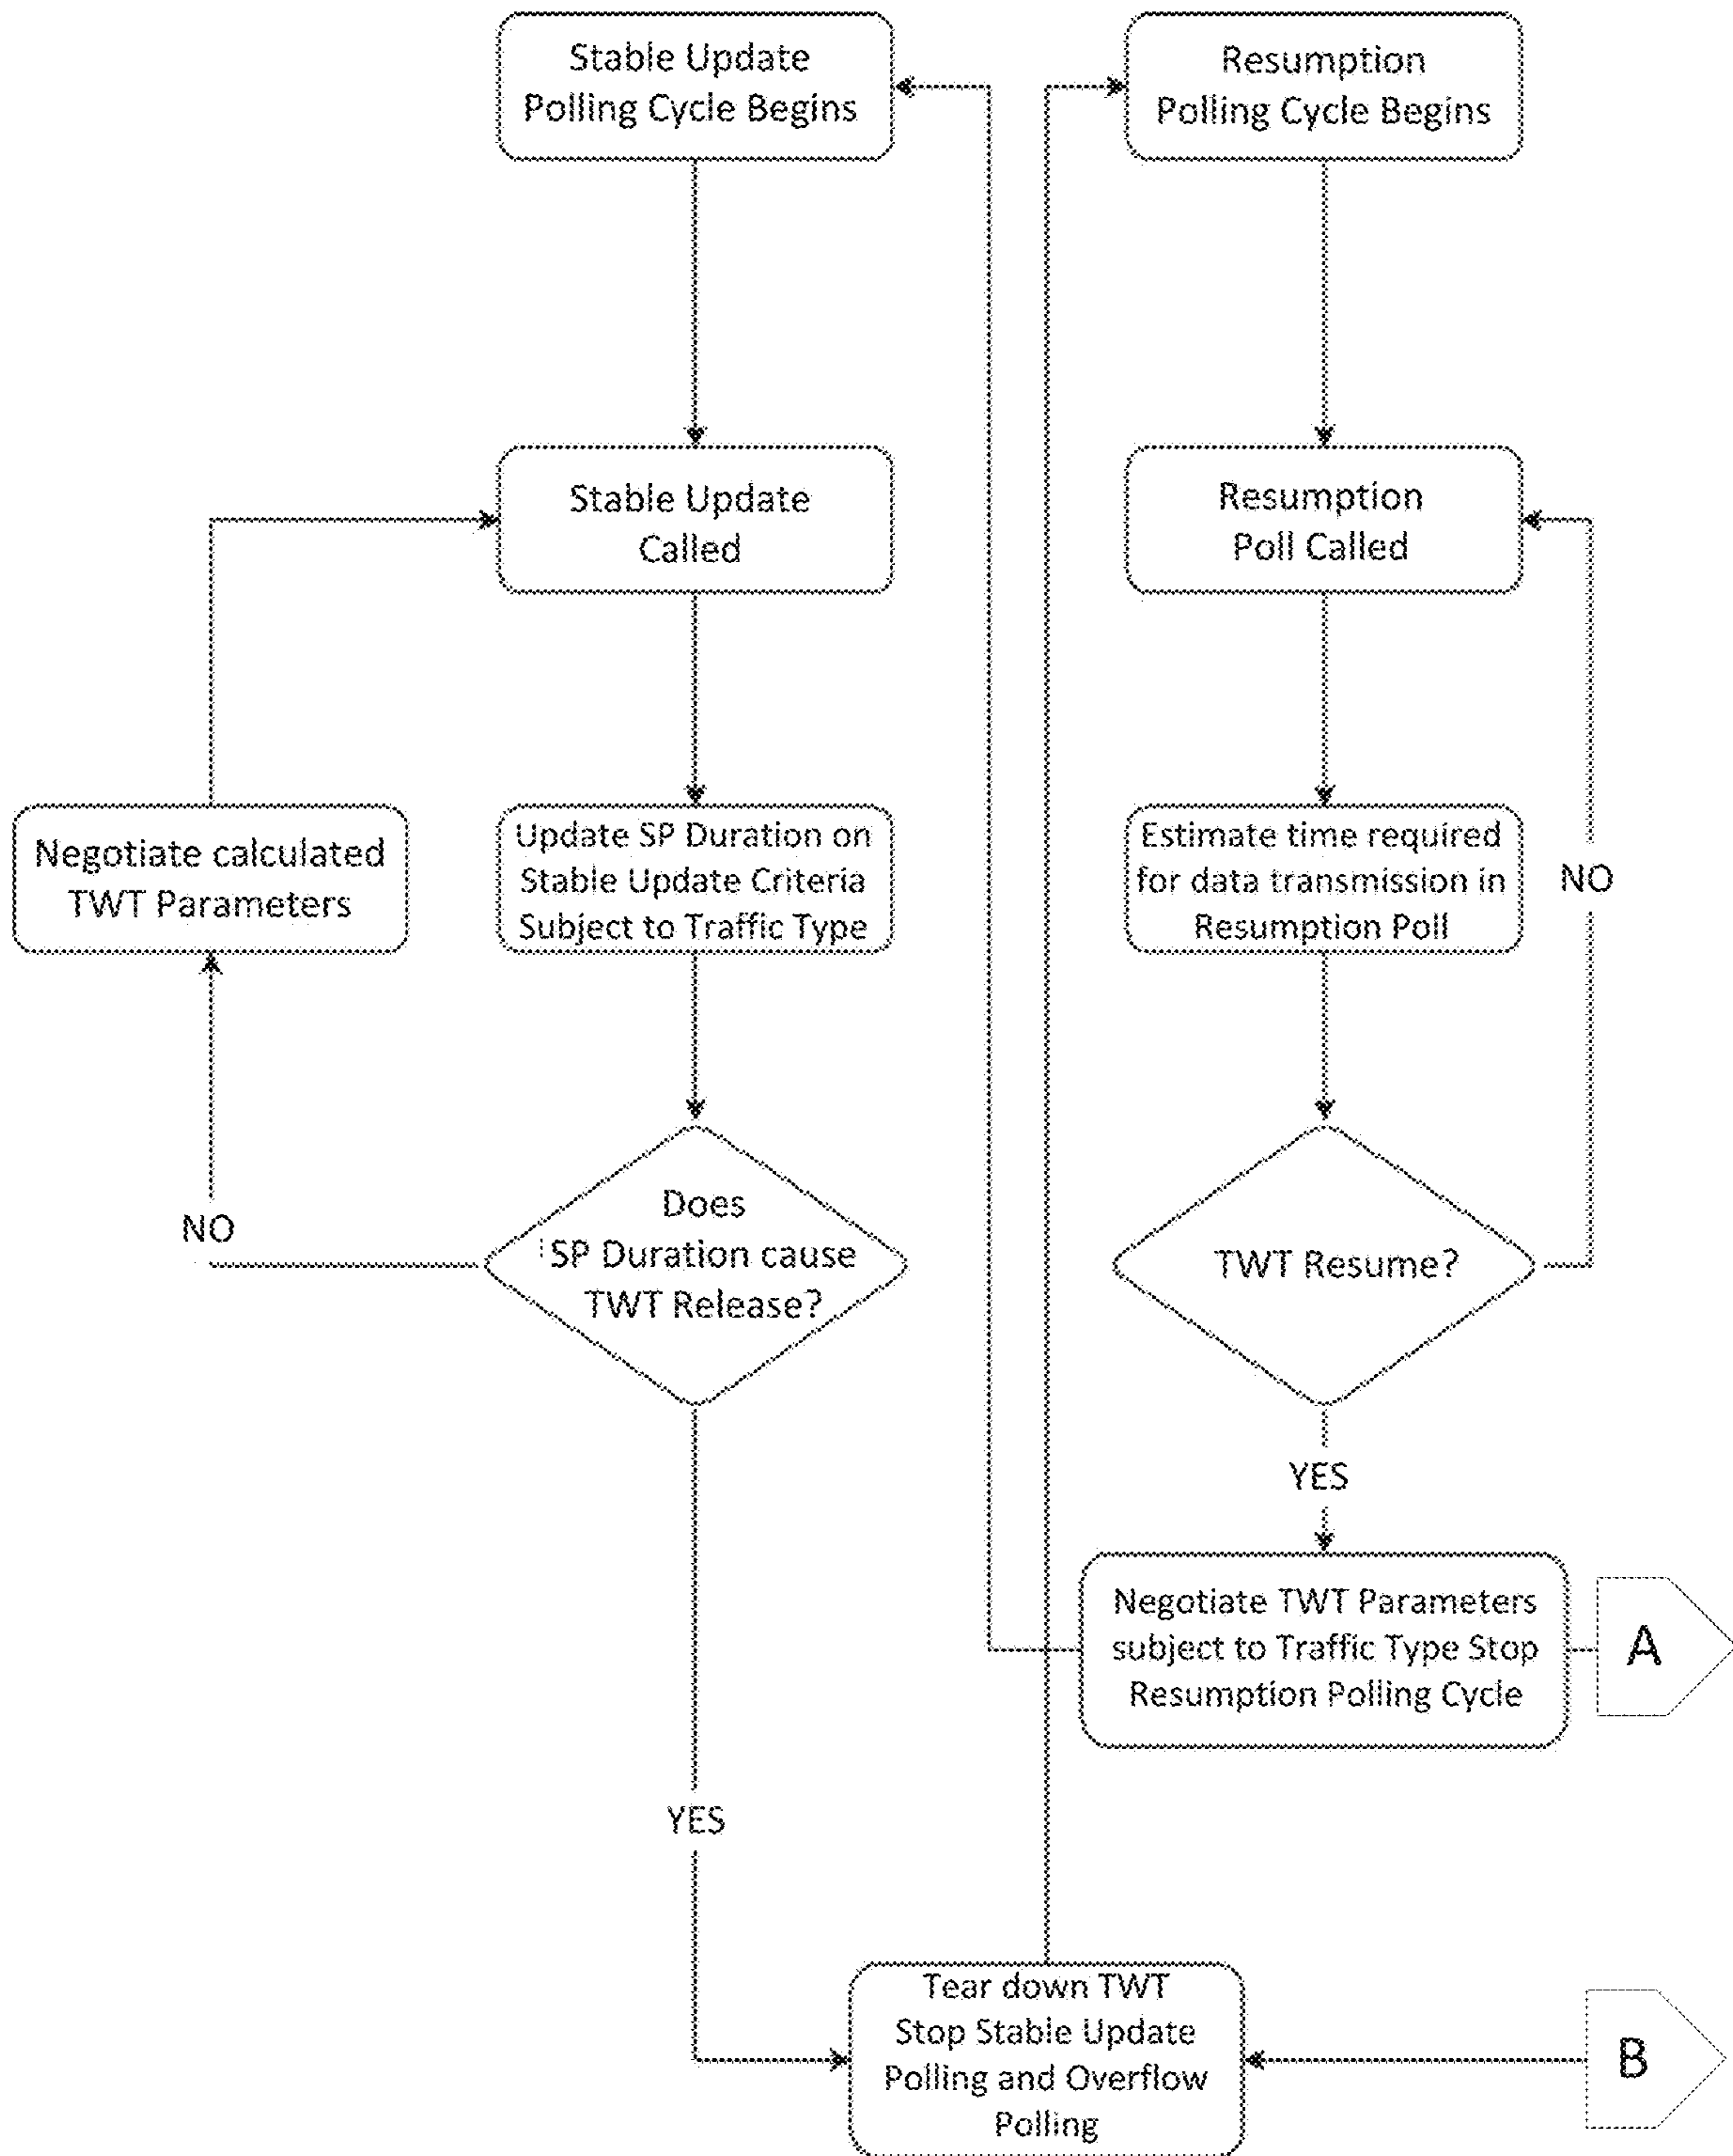 Stable Update
Polling Cycle Begins
Resumption
Polling Cycle Begins
Stable Update
Called
Resumption
Poll Called
Negotiate calculated
TWT Parameters
Update SP Duration on
Stable Update Criteria
Subject to Traffic Type
Estimate time required
for data transmission in
Resumption Poll
NO
Does
SP Duration cause
TWT Release?
NO
TWT Resume?
YES
Negotiate TWT Parameters
subject to Traffic Type Stop
Resumption Polling Cycle
A
YES
Tear down TWT
Stop Stable Update
Polling and Overflow
Polling
B